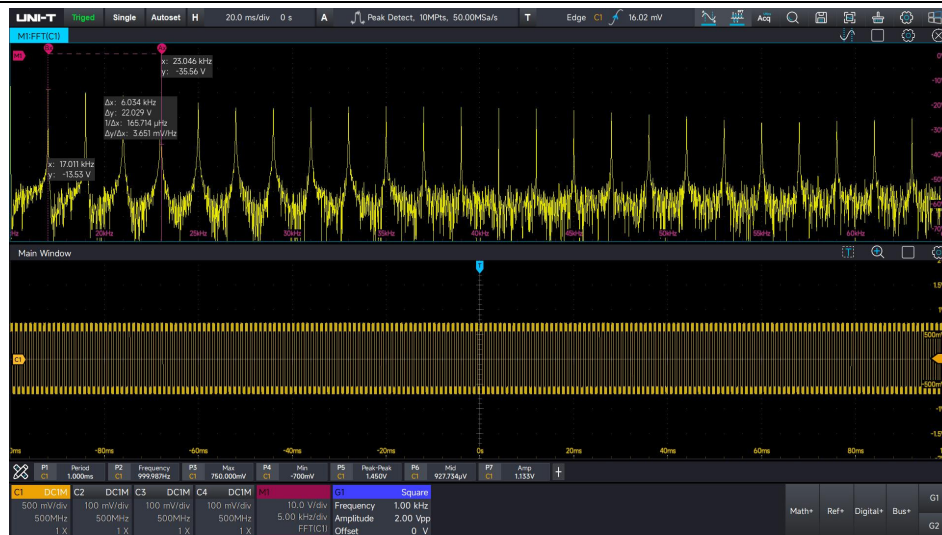 UNI-T Triged Single Autoset H 20.0 ms/div 0 s A Peak Detect, 10MPts, 50.00MSa/s T Edge C1 16.02 mV Acq
M1:FFT(C1)
M1
x: 23.046 kHz
y: -35.56 V
Δx: 6.034 kHz
Δy: 22.029 V
1/Δx: 165.714 μHz
Δy/Δx: 3.651 mV/Hz
x: 17.011 kHz
y: -13.53 V
20kHz 25kHz 30kHz 35kHz 40kHz 45kHz 50kHz 55kHz 60kHz
Main Window
T
1.5
500m
C1
-500m
-1.5
0ms -80ms -60ms -40ms -20ms 0s 20ms 40ms 60ms 80ms
P1 Period P2 Frequency P3 Max P4 Min P5 Peak-Peak P6 Mid P7 Amp
C1 1.000ms C1 999.987Hz C1 750.000mV C1 -700mV C1 1.450V C1 927.734μV C1 1.133V
C1 DC1M C2 DC1M C3 DC1M C4 DC1M M1 G1 Square
500 mV/div 100 mV/div 100 mV/div 100 mV/div 10.0 V/div Frequency 1.00 kHz
500MHz 500MHz 500MHz 500MHz 5.00 kHz/div Amplitude 2.00 Vpp
1 X 1 X 1 X 1 X FFT(C1) Offset 0 V
Math+ Ref+ Digital+ Bus+
G1
G2